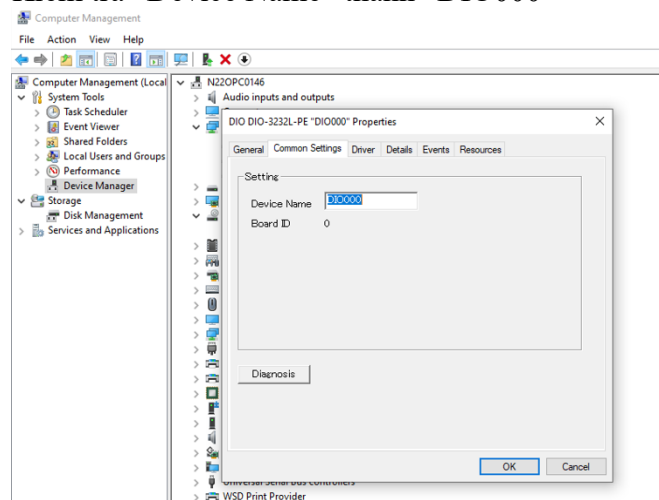 Computer Management
File Action View Help
Computer Management (Local
System Tools
Task Scheduler
Event Viewer
Shared Folders
Local Users and Groups
Performance
Device Manager
Storage
Disk Management
Services and Applications
N22OPC0146
Audio inputs and outputs
DIO DIO-3232L-PE "DIO000" Properties
General Common Settings Driver Details Events Resources
Setting
Device Name DIO000
Board ID 0
Diagnosis
OK Cancel
Universal Serial Bus controllers
WSD Print Provider